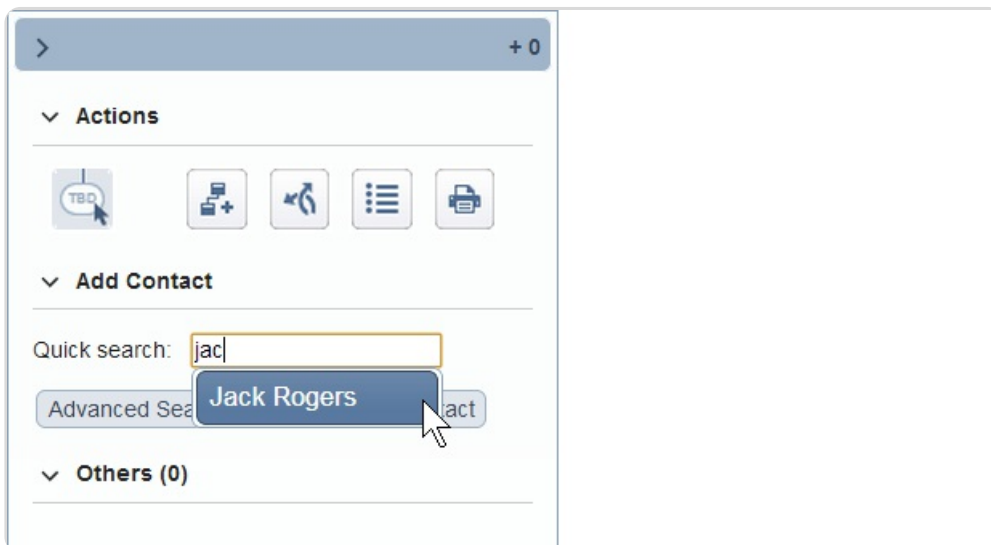 + 0
Actions
TBD
Add Contact
Quick search: jac
Jack Rogers
Advanced Sea act
Others (0)